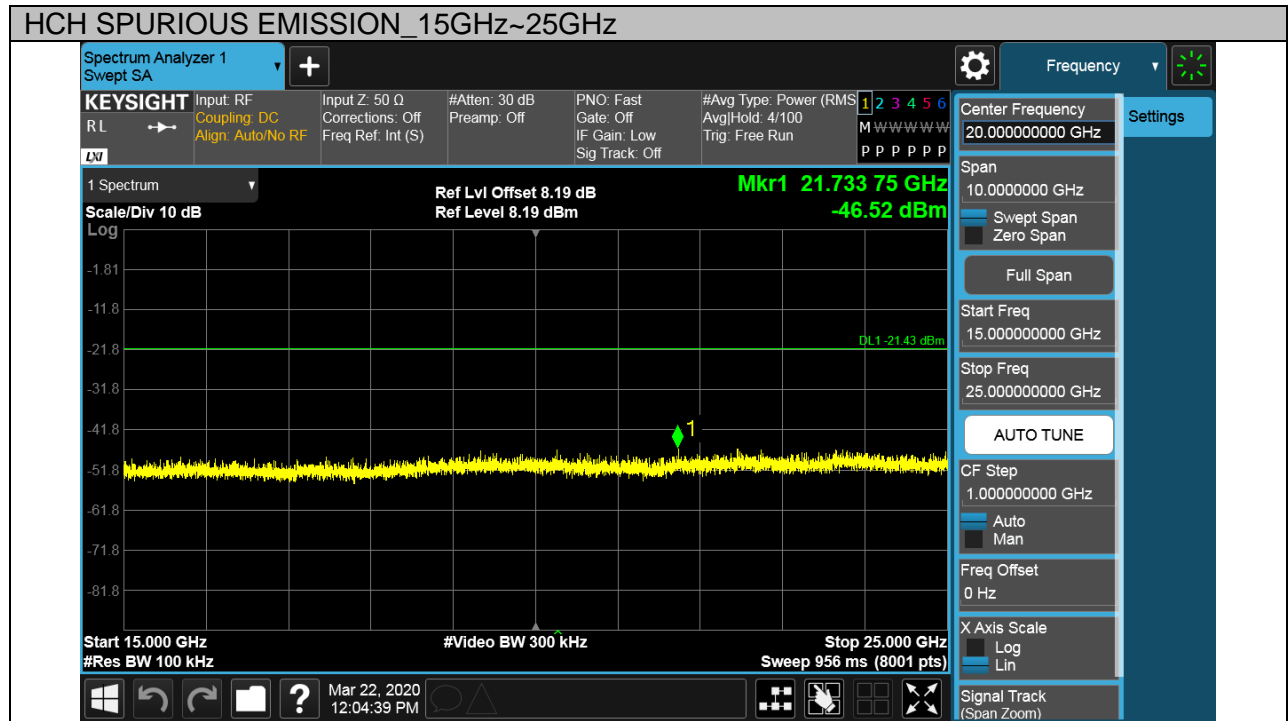 HCH SPURIOUS EMISSION_15GHz~25GHz
Spectrum Analyzer 1
Swept SA
Frequency
KEYSIGHT
RL
LXI
Input: RF
Coupling: DC
Align: Auto/No RF
Input Z: 50 Ω
Corrections: Off
Freq Ref: Int (S)
#Atten: 30 dB
Preamp: Off
PNO: Fast
Gate: Off
IF Gain: Low
Sig Track: Off
#Avg Type: Power (RMS
Avg|Hold: 4/100
Trig: Free Run
1 2 3 4 5 6
M W W W W W
P P P P P P
1 Spectrum
Scale/Div 10 dB
Log
Ref Lvl Offset 8.19 dB
Ref Level 8.19 dBm
Mkr1 21.733 75 GHz
-46.52 dBm
-1.81
-11.8
-21.8
DL1 -21.43 dBm
-31.8
-41.8
1
-51.8
-61.8
-71.8
-81.8
Start 15.000 GHz
#Res BW 100 kHz
#Video BW 300 kHz
Stop 25.000 GHz
Sweep 956 ms (8001 pts)
Center Frequency
20.000000000 GHz
Settings
Span
10.0000000 GHz
Swept Span
Zero Span
Full Span
Start Freq
15.000000000 GHz
Stop Freq
25.000000000 GHz
AUTO TUNE
CF Step
1.000000000 GHz
Auto
Man
Freq Offset
0 Hz
X Axis Scale
Log
Lin
Signal Track
(Span Zoom)
?
Mar 22, 2020
12:04:39 PM